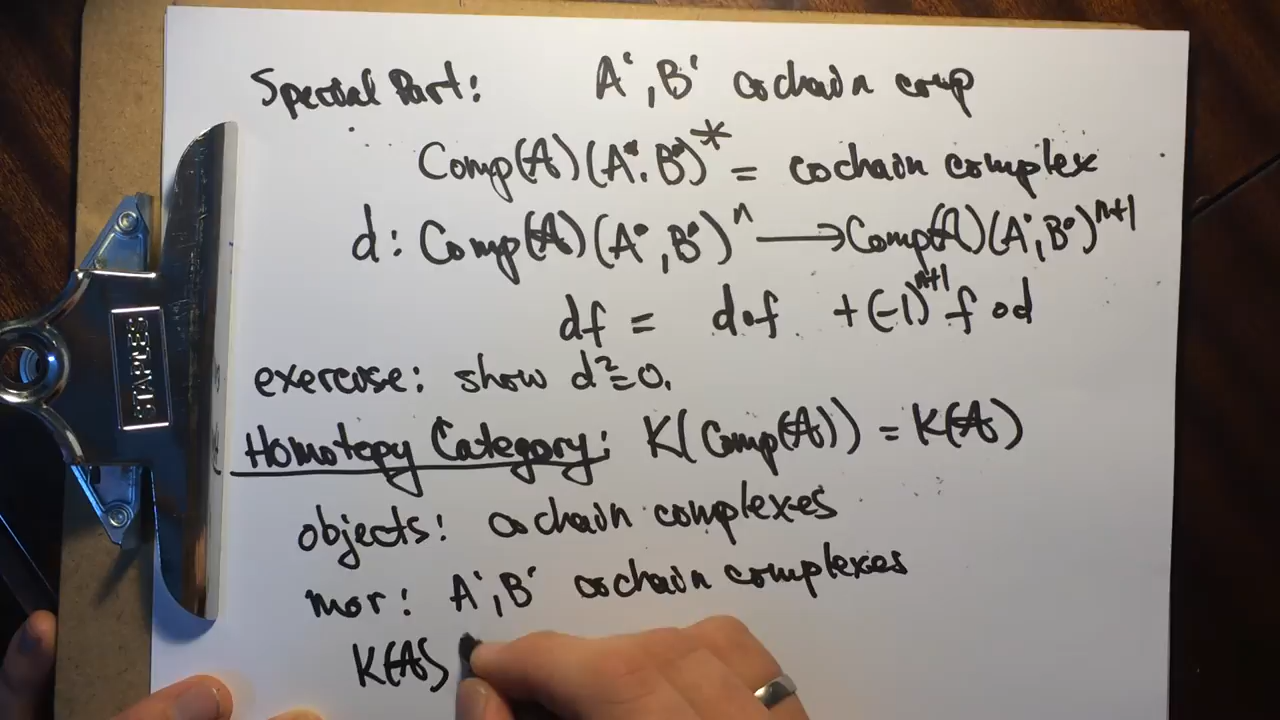 Special Part: A•, B• cochain comp
Comp(A)(A•, B•)* = cochain complex
d: Comp(A)(A•, B•)ⁿ → Comp(A)(A•, B•)ⁿ⁺¹
df = d∘f + (-1)ⁿ⁺¹ f∘d
exercise: show d²=0.
Homotopy Category: K(Comp(A)) = K(A)
objects: cochain complexes
mor: A•, B• cochain complexes
K(A)
STAPLES